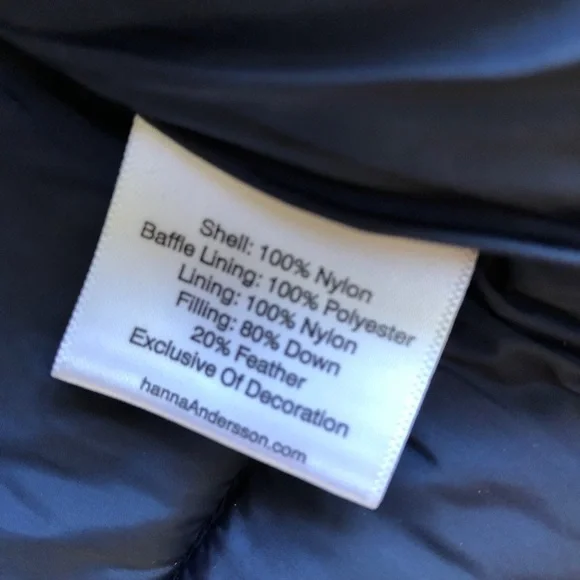 Shell: 100% Nylon
Baffle Lining: 100% Polyester
Lining: 100% Nylon
Filling: 80% Down
20% Feather
Exclusive Of Decoration
hannaAndersson.com